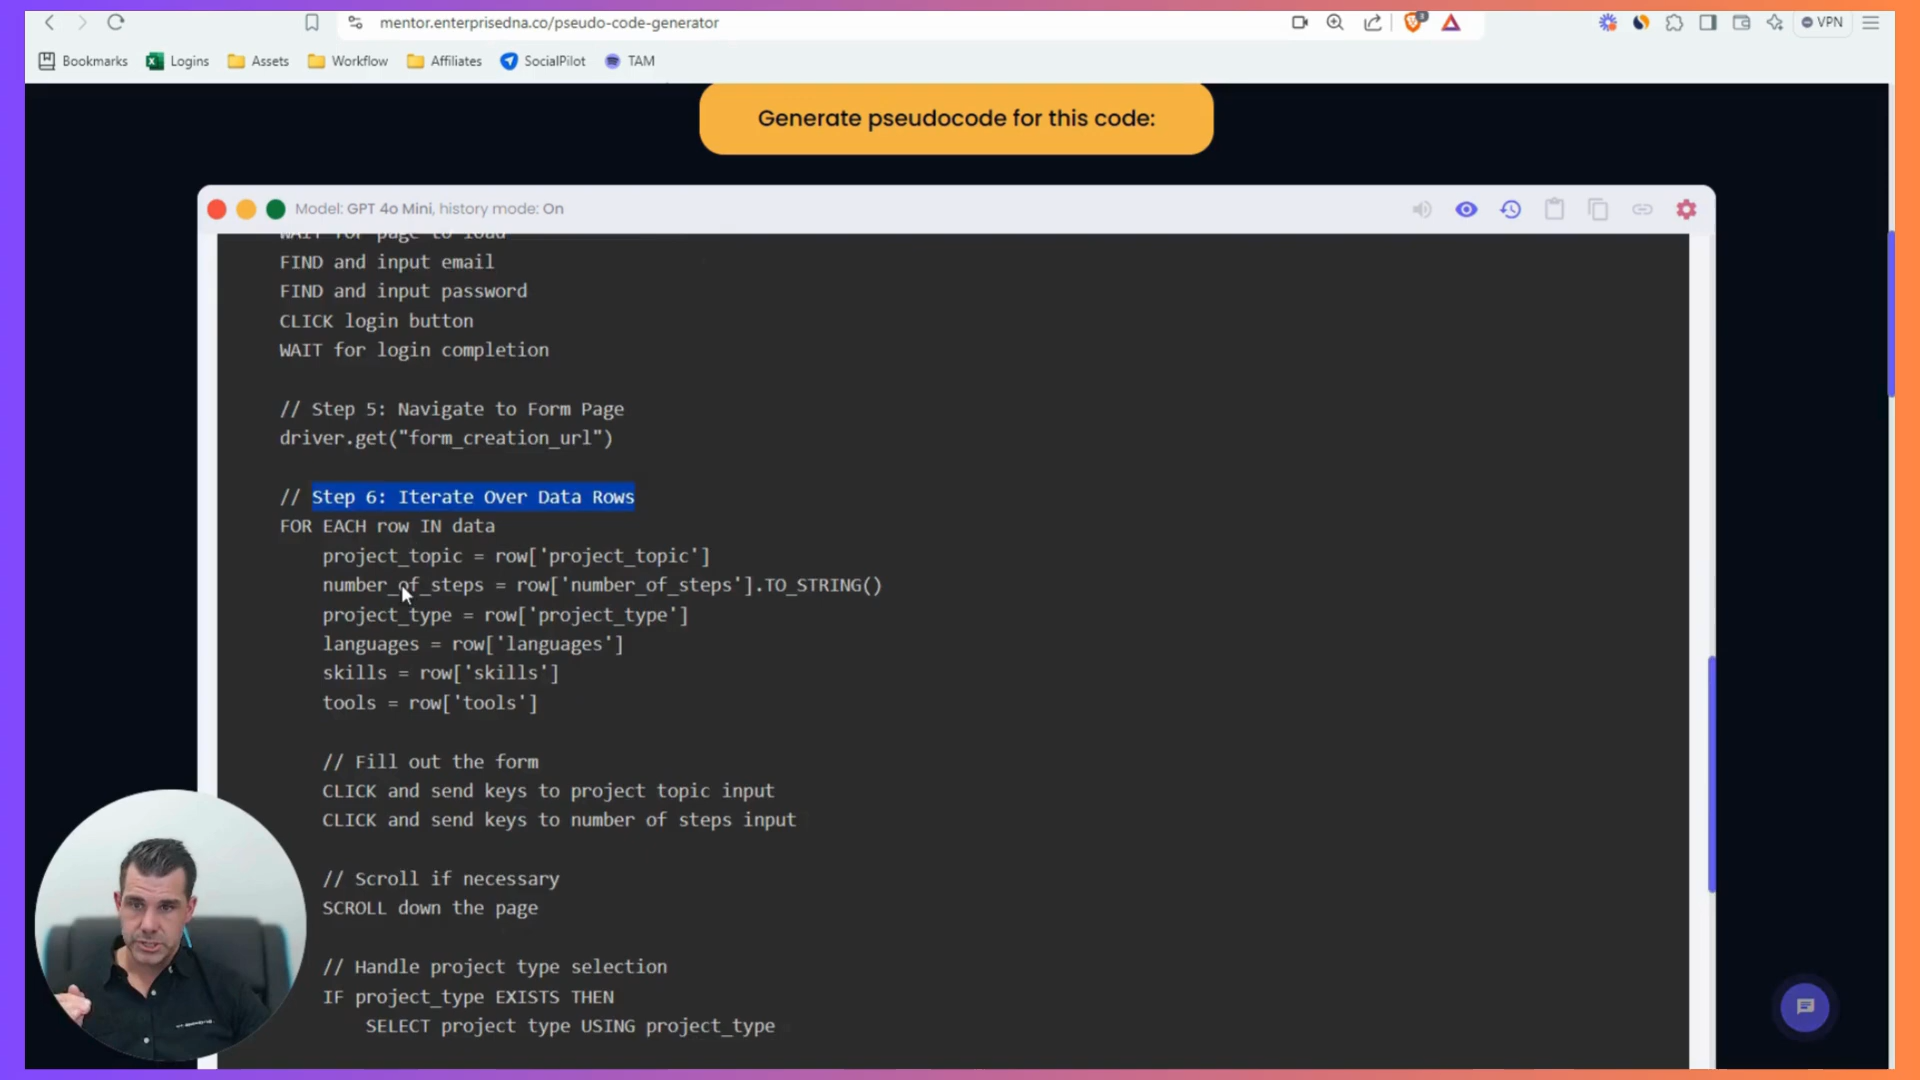 mentor.enterprisedna.co/pseudo-code-generator
VPN
Bookmarks
Logins
Assets
Workflow
Affiliates
SocialPilot
TAM
Generate pseudocode for this code:
Model: GPT 4o Mini, history mode: On
WAIT for page to load
FIND and input email
FIND and input password
CLICK login button
WAIT for login completion
// Step 5: Navigate to Form Page
driver.get("form_creation_url")
// Step 6: Iterate Over Data Rows
FOR EACH row IN data
project_topic = row['project_topic']
number_of_steps = row['number_of_steps'].TO_STRING()
project_type = row['project_type']
languages = row['languages']
skills = row['skills']
tools = row['tools']
// Fill out the form
CLICK and send keys to project topic input
CLICK and send keys to number of steps input
// Scroll if necessary
SCROLL down the page
// Handle project type selection
IF project_type EXISTS THEN
SELECT project type USING project_type